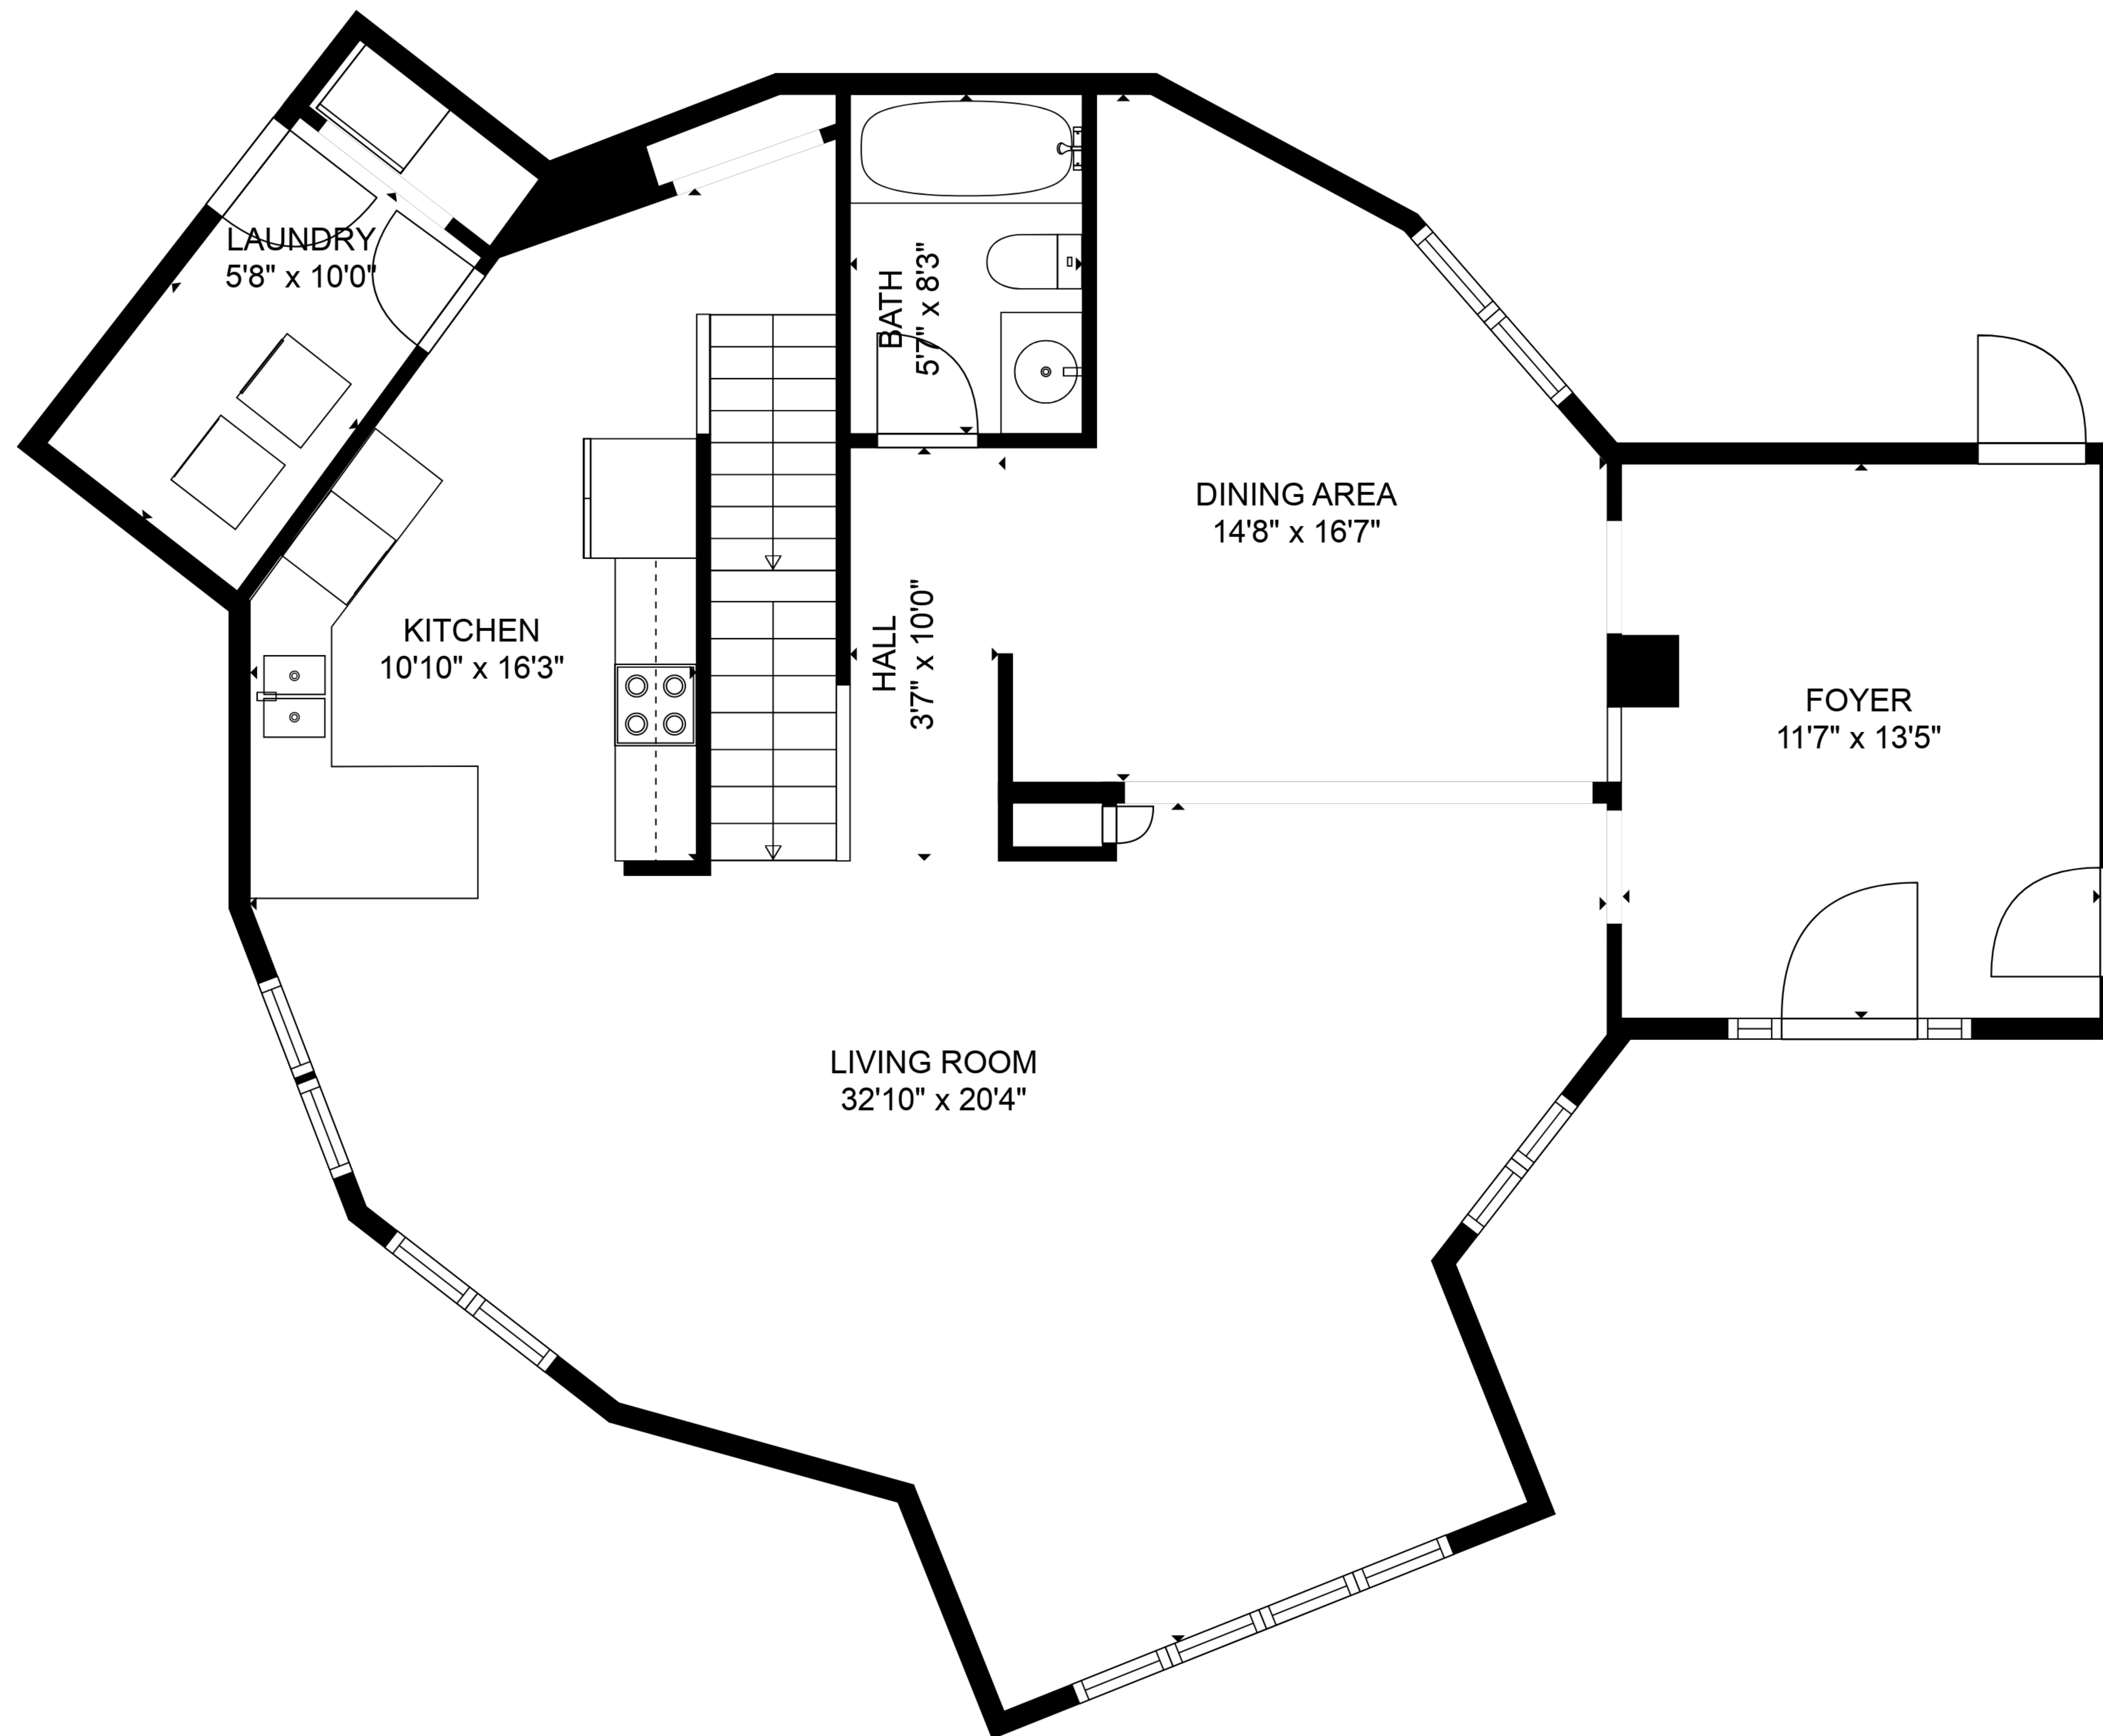 LAUNDRY
5'8" x 10'0"
BATH
5'7" x 8'3"
DINING AREA
14'8" x 16'7"
KITCHEN
10'10" x 16'3"
HALL
3'7" x 10'0"
FOYER
11'7" x 13'5"
LIVING ROOM
32'10" x 20'4"